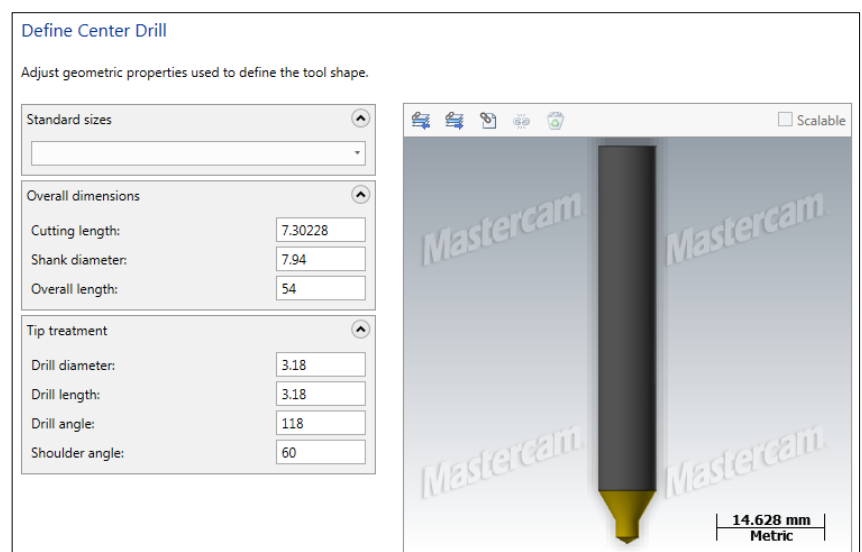 Define Center Drill
Adjust geometric properties used to define the tool shape.
Standard sizes
Overall dimensions
Cutting length: 7.30228
Shank diameter: 7.94
Overall length: 54
Tip treatment
Drill diameter: 3.18
Drill length: 3.18
Drill angle: 118
Shoulder angle: 60
Scalable
Mastercam
Mastercam
Mastercam
Mastercam
14.628 mm
Metric